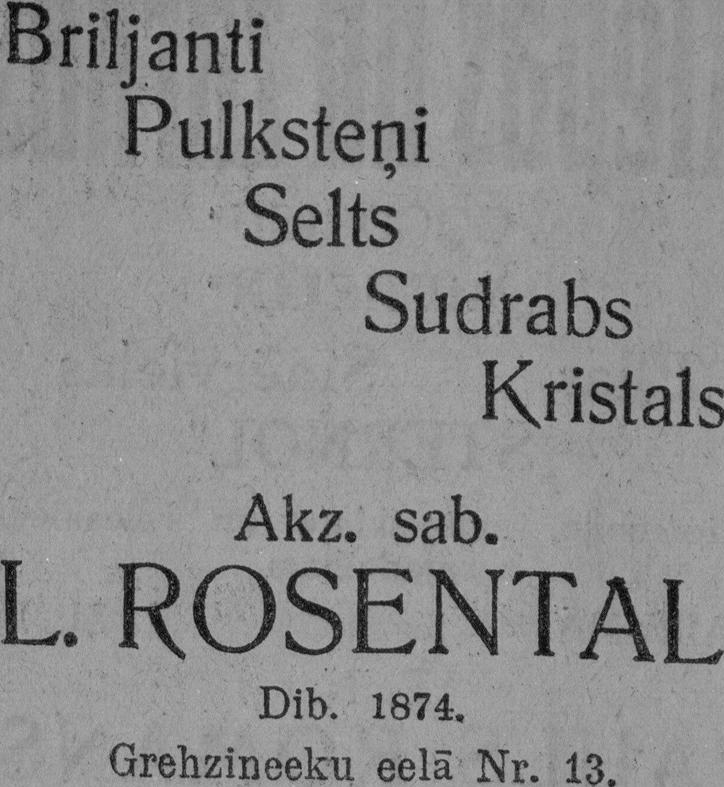 Briljanti
Pulksteņi
Selts
Sudrabs
Kristals
Akz. sab.
L. ROSENTAL
Dib. 1874.
Grehzineeku eelā Nr. 13.